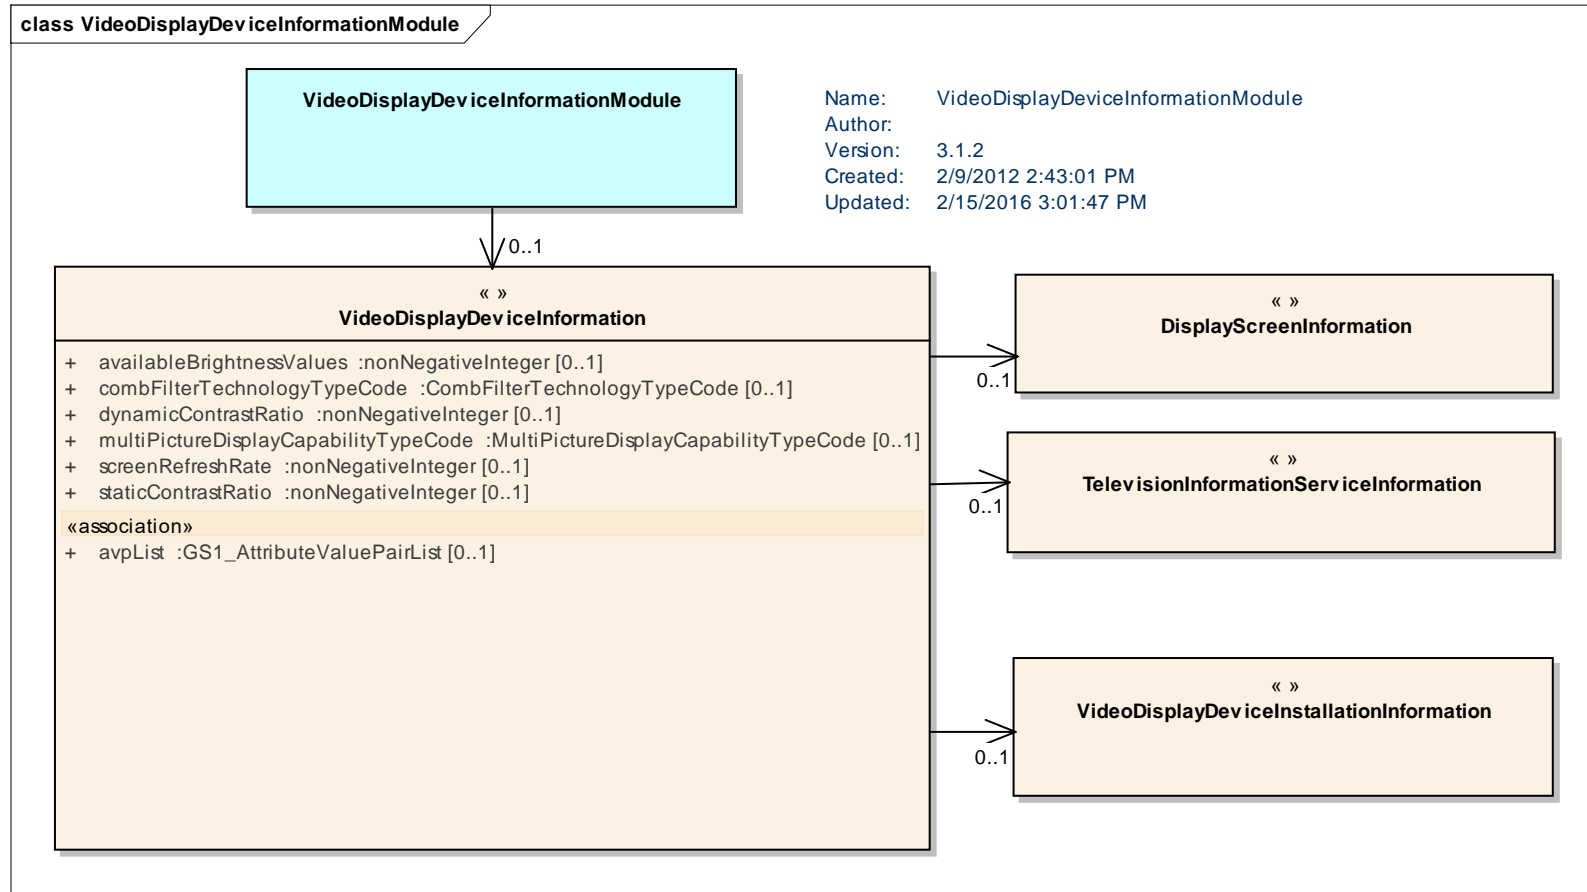 class VideoDisplayDeviceInformationModule
VideoDisplayDeviceInformationModule
Name: VideoDisplayDeviceInformationModule
Author:
Version: 3.1.2
Created: 2/9/2012 2:43:01 PM
Updated: 2/15/2016 3:01:47 PM
0..1
« »
VideoDisplayDeviceInformation
+ availableBrightnessValues :nonNegativeInteger [0..1]
+ combFilterTechnologyTypeCode :CombFilterTechnologyTypeCode [0..1]
+ dynamicContrastRatio :nonNegativeInteger [0..1]
+ multiPictureDisplayCapabilityTypeCode :MultiPictureDisplayCapabilityTypeCode [0..1]
+ screenRefreshRate :nonNegativeInteger [0..1]
+ staticContrastRatio :nonNegativeInteger [0..1]
«association»
+ avpList :GS1_AttributeValuePairList [0..1]
« »
DisplayScreenInformation
0..1
« »
TelevisionInformationServiceInformation
0..1
« »
VideoDisplayDeviceInstallationInformation
0..1